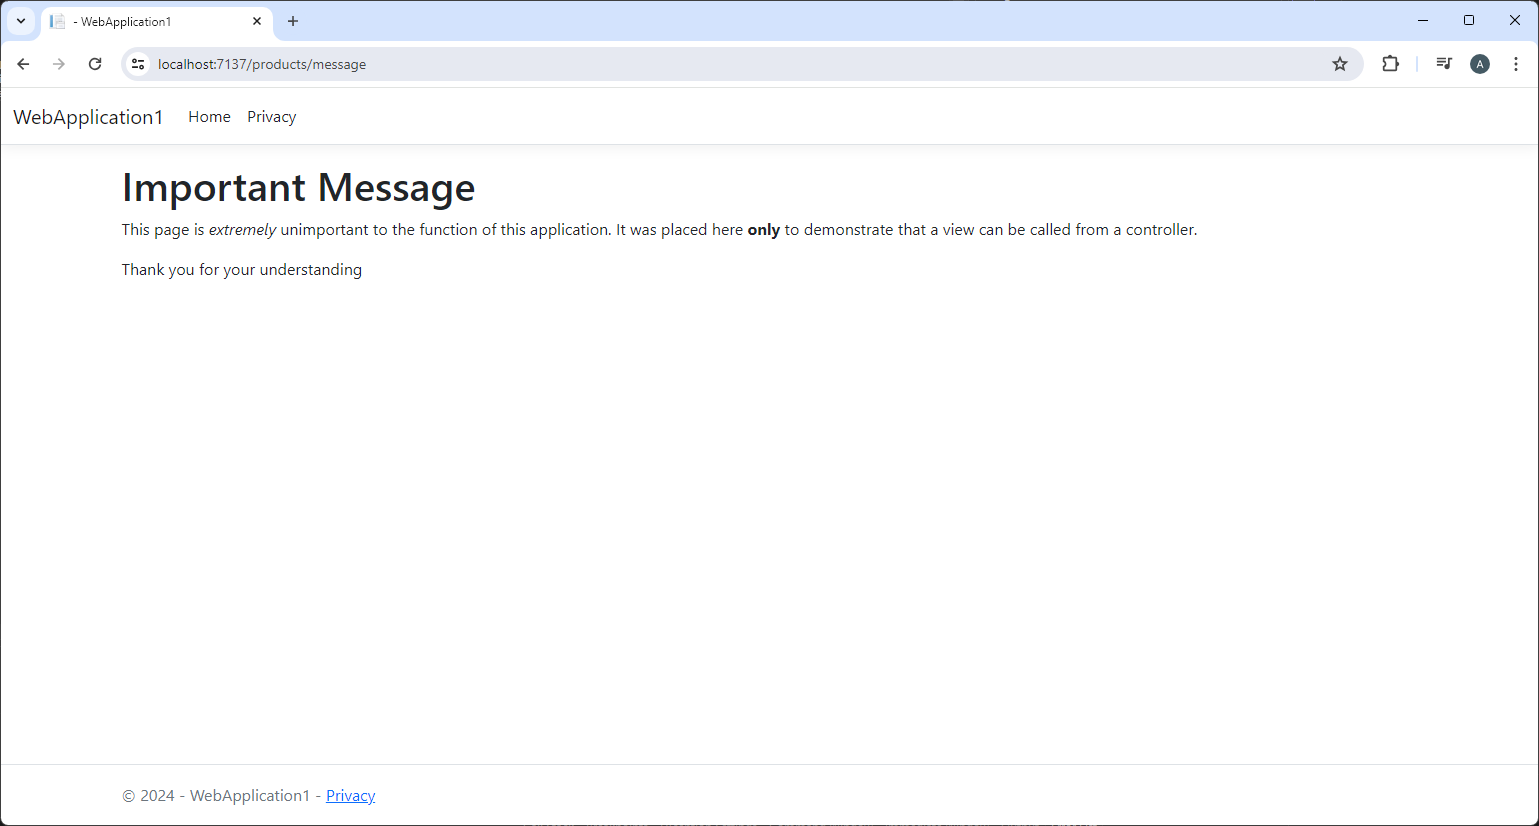 - WebApplication1
localhost:7137/products/message
A
WebApplication1 Home Privacy
Important Message
This page is extremely unimportant to the function of this application. It was placed here only to demonstrate that a view can be called from a controller.
Thank you for your understanding
© 2024 - WebApplication1 - Privacy